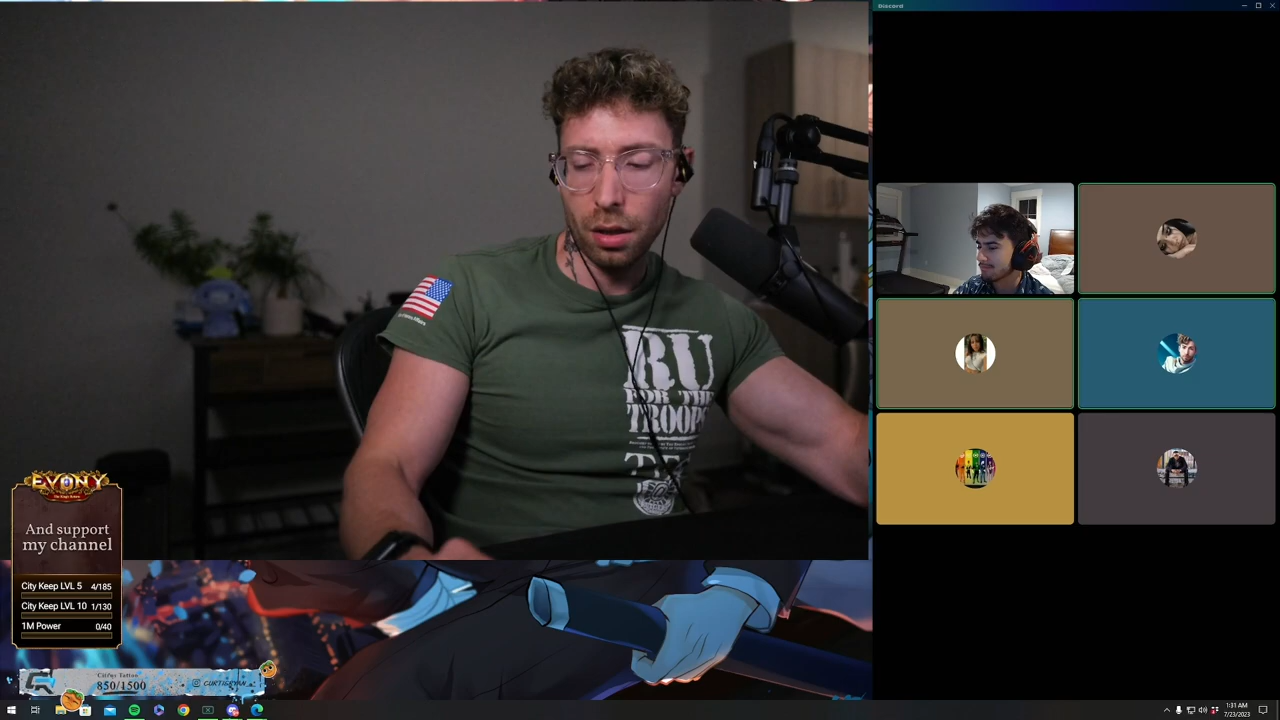 Discord
RU
FOR THE
TROOPS
EVONY
And support
my channel
City Keep LVL 5 4/185
City Keep LVL 10 1/130
1M Power 0/40
850/1500
1:31 AM
7/23/2023